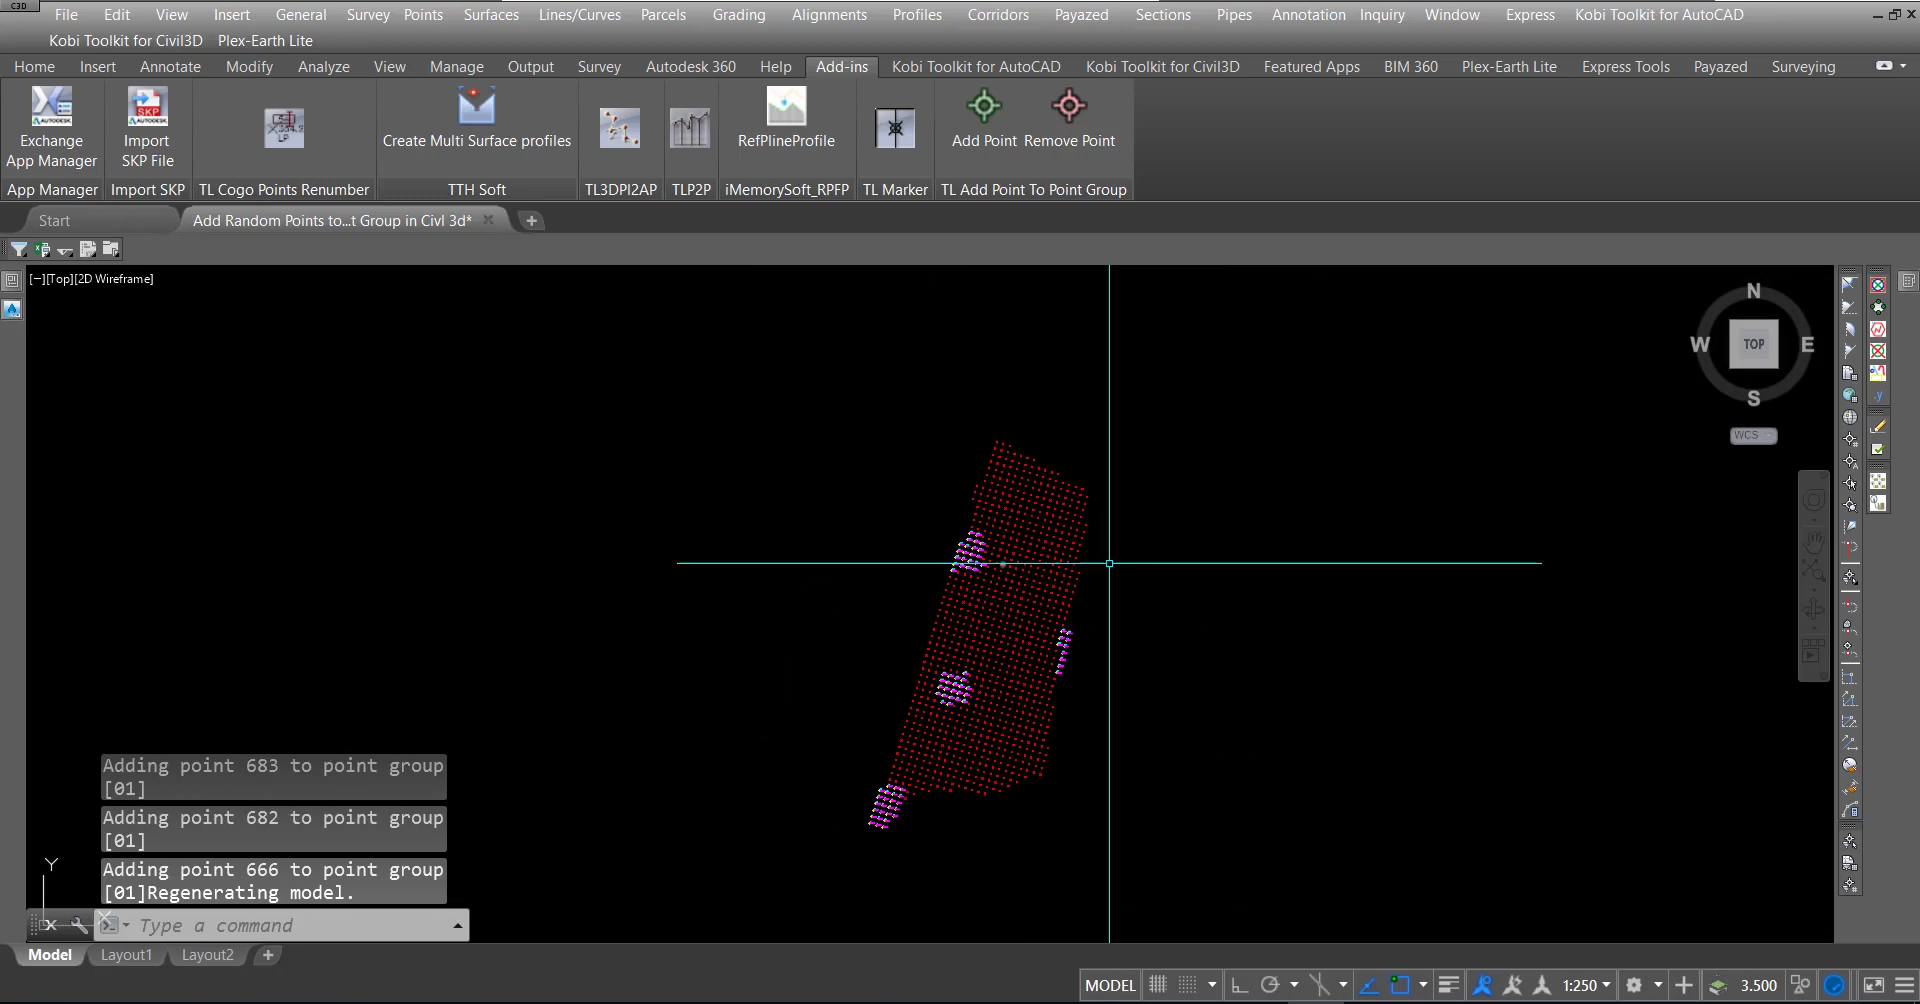 C3D
File Edit View Insert General Survey Points Surfaces Lines/Curves Parcels Grading Alignments Profiles Corridors Payazed Sections Pipes Annotation Inquiry Window Express Kobi Toolkit for AutoCAD
Kobi Toolkit for Civil3D Plex-Earth Lite
Home Insert Annotate Modify Analyze View Manage Output Survey Autodesk 360 Help Add-ins Kobi Toolkit for AutoCAD Kobi Toolkit for Civil3D Featured Apps BIM 360 Plex-Earth Lite Express Tools Payazed Surveying
AUTODESK
SKP
AUTODESK
LP
Exchange
App Manager
Import
SKP File
Create Multi Surface profiles
RefPlineProfile
Add Point Remove Point
App Manager Import SKP TL Cogo Points Renumber TTH Soft TL3DPl2AP TLP2P iMemorySoft_RPFP TL Marker TL Add Point To Point Group
Start Add Random Points to...t Group in Civl 3d*
[−][Top][2D Wireframe]
N
W TOP E
S
WCS
.y
Adding point 683 to point group
[01]
Adding point 682 to point group
[01]
Adding point 666 to point group
[01]Regenerating model.
Y
X
Type a command
Model Layout1 Layout2
MODEL 1:250 3.500